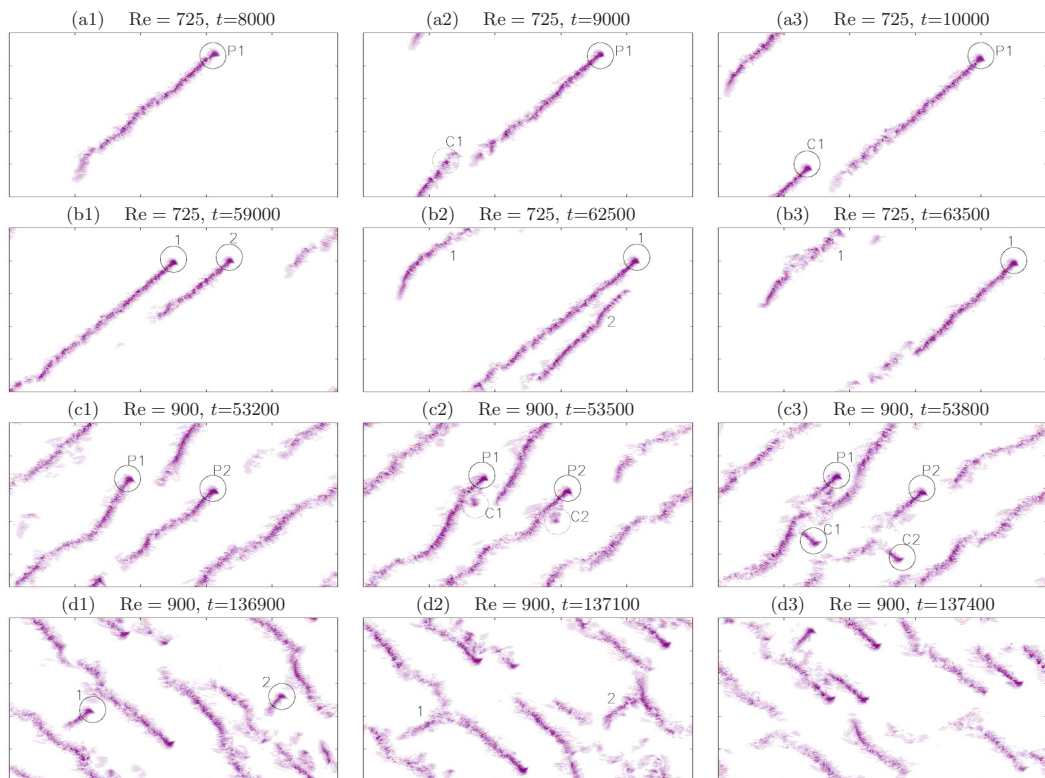 (a1) Re = 725, t=8000
(a2) Re = 725, t=9000
(a3) Re = 725, t=10000
P1
P1
C1
P1
C1
(b1) Re = 725, t=59000
(b2) Re = 725, t=62500
(b3) Re = 725, t=63500
1
2
1
1
2
1
1
(c1) Re = 900, t=53200
(c2) Re = 900, t=53500
(c3) Re = 900, t=53800
P1
P2
P1
P2
C1
C2
P1
P2
C1
C2
(d1) Re = 900, t=136900
(d2) Re = 900, t=137100
(d3) Re = 900, t=137400
1
2
1
2